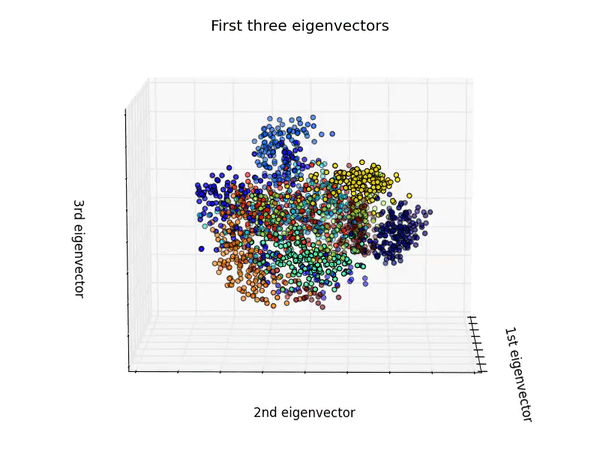 First three eigenvectors
3rd eigenvector
1st eigenvector
2nd eigenvector